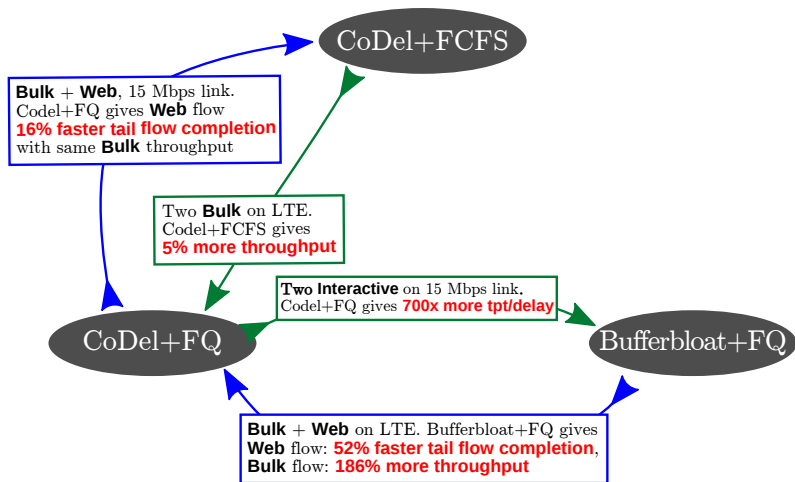 CoDel+FCFS
Bulk + Web, 15 Mbps link.
Codel+FQ gives Web flow
16% faster tail flow completion
with same Bulk throughput
Two Bulk on LTE.
Codel+FCFS gives
5% more throughput
Two Interactive on 15 Mbps link.
Codel+FQ gives 700x more tpt/delay
CoDel+FQ
Bufferbloat+FQ
Bulk + Web on LTE. Bufferbloat+FQ gives
Web flow: 52% faster tail flow completion,
Bulk flow: 186% more throughput